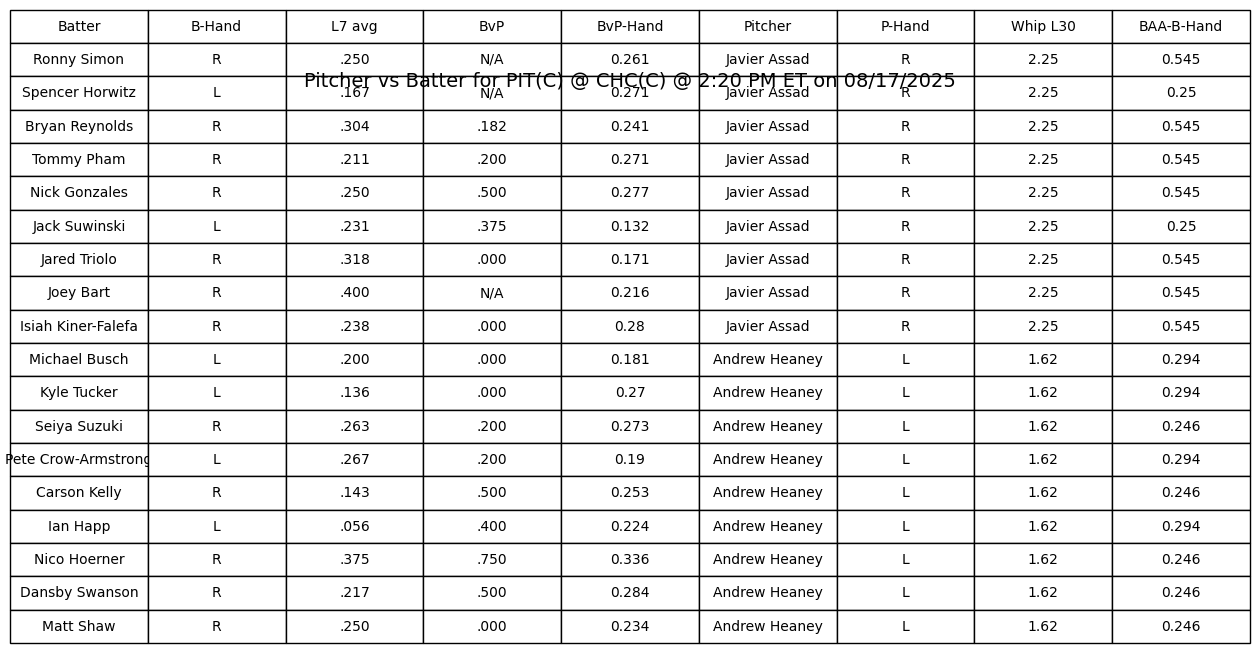 Batter B-Hand L7 avg BvP BvP-Hand Pitcher P-Hand Whip L30 BAA-B-Hand
Ronny Simon R .250 N/A 0.261 Javier Assad R 2.25 0.545
Pitcher vs Batter for PIT(C) @ CHC(C) @ 2:20 PM ET on 08/17/2025
Spencer Horwitz L .167 N/A 0.271 Javier Assad R 2.25 0.25
Bryan Reynolds R .304 .182 0.241 Javier Assad R 2.25 0.545
Tommy Pham R .211 .200 0.271 Javier Assad R 2.25 0.545
Nick Gonzales R .250 .500 0.277 Javier Assad R 2.25 0.545
Jack Suwinski L .231 .375 0.132 Javier Assad R 2.25 0.25
Jared Triolo R .318 .000 0.171 Javier Assad R 2.25 0.545
Joey Bart R .400 N/A 0.216 Javier Assad R 2.25 0.545
Isiah Kiner-Falefa R .238 .000 0.28 Javier Assad R 2.25 0.545
Michael Busch L .200 .000 0.181 Andrew Heaney L 1.62 0.294
Kyle Tucker L .136 .000 0.27 Andrew Heaney L 1.62 0.294
Seiya Suzuki R .263 .200 0.273 Andrew Heaney L 1.62 0.246
Pete Crow-Armstrong L .267 .200 0.19 Andrew Heaney L 1.62 0.294
Carson Kelly R .143 .500 0.253 Andrew Heaney L 1.62 0.246
Ian Happ L .056 .400 0.224 Andrew Heaney L 1.62 0.294
Nico Hoerner R .375 .750 0.336 Andrew Heaney L 1.62 0.246
Dansby Swanson R .217 .500 0.284 Andrew Heaney L 1.62 0.246
Matt Shaw R .250 .000 0.234 Andrew Heaney L 1.62 0.246